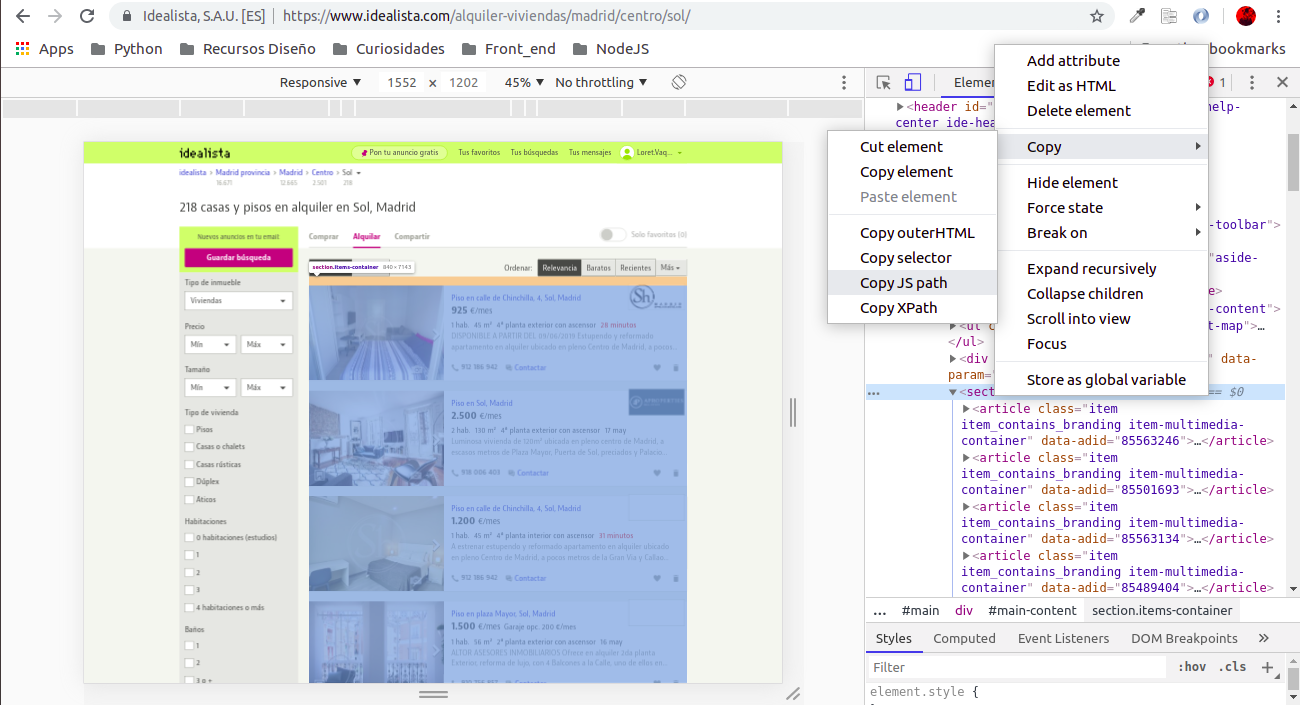 Idealista, S.A.U. [ES] https://www.idealista.com/alquiler-viviendas/madrid/centro/sol/
Apps Python Recursos Diseño Curiosidades Front_end NodeJS bookmarks
Responsive ▼ 1552 x 1202 45% ▼ No throttling ▼
idealista Pon tu anuncio gratis Tus favoritos Tus búsquedas Tus mensajes Loret.Vaq...
idealista › Madrid provincia › Madrid › Centro › Sol
16.671 12.665 2.501 218
218 casas y pisos en alquiler en Sol, Madrid
Nuevos anuncios en tu email
Guardar búsqueda
Tipo de inmueble
Viviendas
Precio
Mín Máx
Tamaño
Mín Máx
Tipo de vivienda
Pisos
Casas o chalets
Casas rústicas
Dúplex
Áticos
Habitaciones
0 habitaciones (estudios)
1
2
3
4 habitaciones o más
Baños
1
2
3 o +
Comprar Alquilar Compartir Solo favoritos (0)
section.items-container 840 × 7143
Ordenar: Relevancia Baratos Recientes Más
Piso en calle de Chinchilla, 4, Sol, Madrid
925 €/mes
1 hab. 45 m² 4ª planta exterior con ascensor 28 minutos
DISPONIBLE A PARTIR DEL 09/06/2018 Estupendo y reformado
apartamento en alquiler ubicado en pleno Centro de Madrid, a pocos...
912 186 942 Contactar
Piso en Sol, Madrid
2.500 €/mes
2 hab. 138 m² 4ª planta exterior con ascensor 17 may
Luminosa vivienda de 120m² ubicada en pleno centro de Madrid, a
escasos metros de Plaza Mayor, Puerta de Sol, preciados y Palacio...
918 006 403 Contactar
Piso en calle de Chinchilla, 4, Sol, Madrid
1.200 €/mes
1 hab. 45 m² 4ª planta interior con ascensor 31 minutos
A estrenar estupendo y reformado apartamento en alquiler ubicado
en pleno Centro de Madrid, a pocos metros de la Gran Vía y Callao...
912 186 942 Contactar
Piso en plaza Mayor, Sol, Madrid
1.500 €/mes Garaje opc. 200 €/mes
1 hab. 56 m² 2ª planta exterior con ascensor 16 may
ALTOR ASESORES INMOBILIARIOS Ofrece en alquiler 2da planta
Exterior, reforma de lujo, con 4 Balcones a la Calle, uno de ellos en...
Contactar
Cut element
Copy element
Paste element
Copy outerHTML
Copy selector
Copy JS path
Copy XPath
Add attribute
Edit as HTML
Delete element
Copy
Hide element
Force state
Break on
Expand recursively
Collapse children
Scroll into view
Focus
Store as global variable
Elemen 1
<header id=" help-
center ide-hea
-toolbar">
"aside-
-content">
<ul c t-map">…
</ul>
<div " data-
param="
<sect == $0
<article class="item
item_contains_branding item-multimedia-
container" data-adid="85563246">…</article>
<article class="item
item_contains_branding item-multimedia-
container" data-adid="85501693">…</article>
<article class="item
item_contains_branding item-multimedia-
container" data-adid="85563134">…</article>
<article class="item
item_contains_branding item-multimedia-
container" data-adid="85489404">…</article>
... #main div #main-content section.items-container
Styles Computed Event Listeners DOM Breakpoints »
Filter :hov .cls +
element.style {